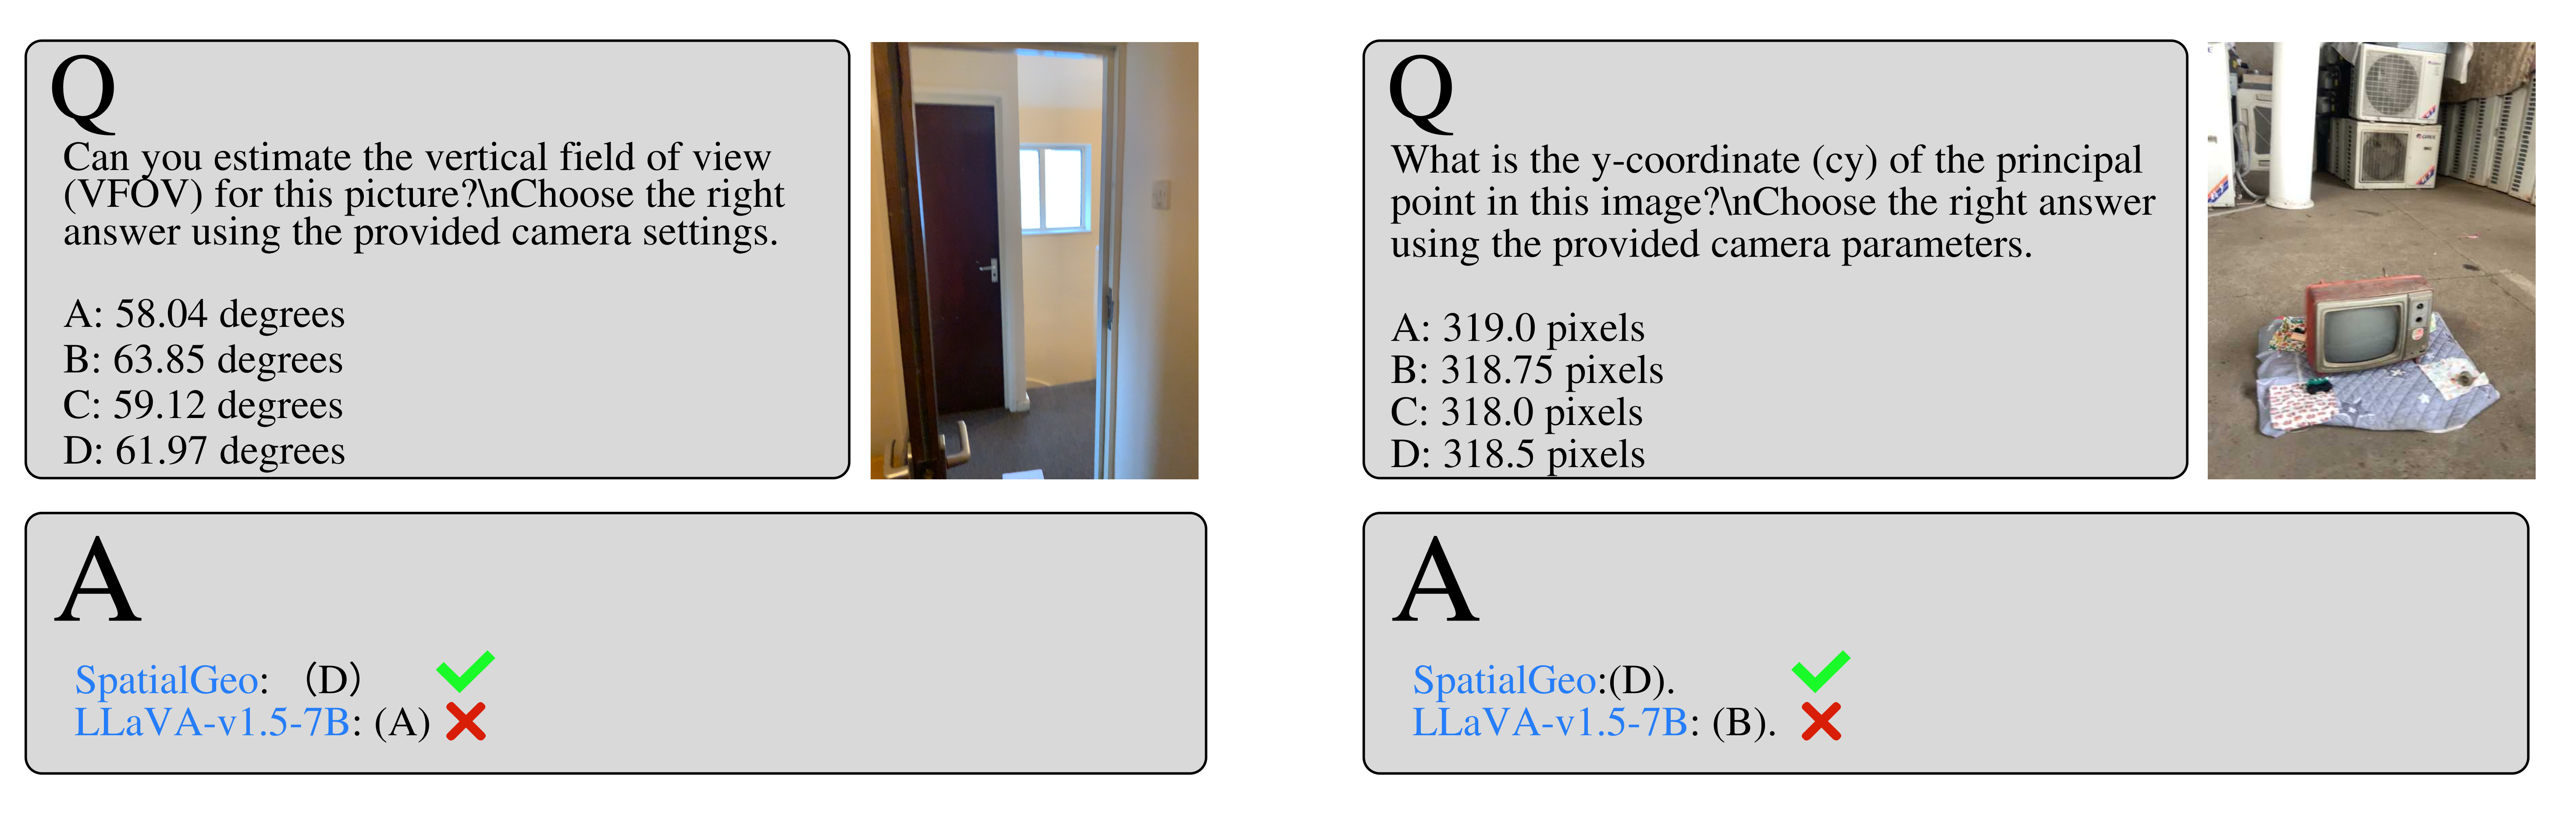 Q
Can you estimate the vertical field of view
(VFOV) for this picture?\nChoose the right
answer using the provided camera settings.
A: 58.04 degrees
B: 63.85 degrees
C: 59.12 degrees
D: 61.97 degrees
A
SpatialGeo: （D）
LLaVA-v1.5-7B: (A)
Q
What is the y-coordinate (cy) of the principal
point in this image?\nChoose the right answer
using the provided camera parameters.
A: 319.0 pixels
B: 318.75 pixels
C: 318.0 pixels
D: 318.5 pixels
A
SpatialGeo:(D).
LLaVA-v1.5-7B: (B).